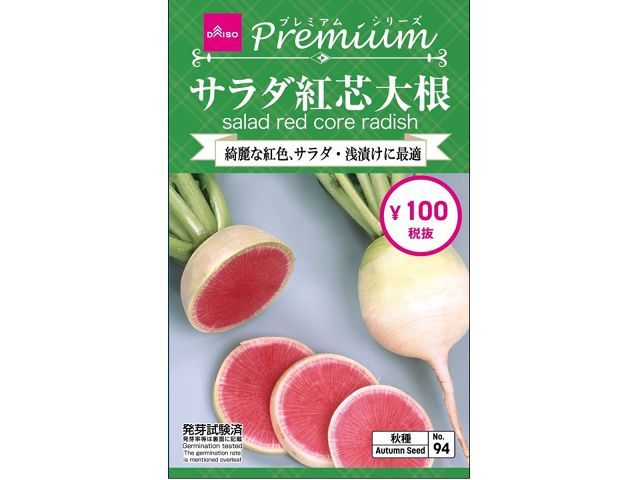 DAISO
プレミアム シリーズ
Premium
サラダ紅芯大根
salad red core radish
綺麗な紅色、サラダ・浅漬けに最適
¥100
税抜
発芽試験済
発芽率等は裏面に記載
Germination tested
The germination rate
is mentioned overleaf
秋種
Autumn Seed
No.
94